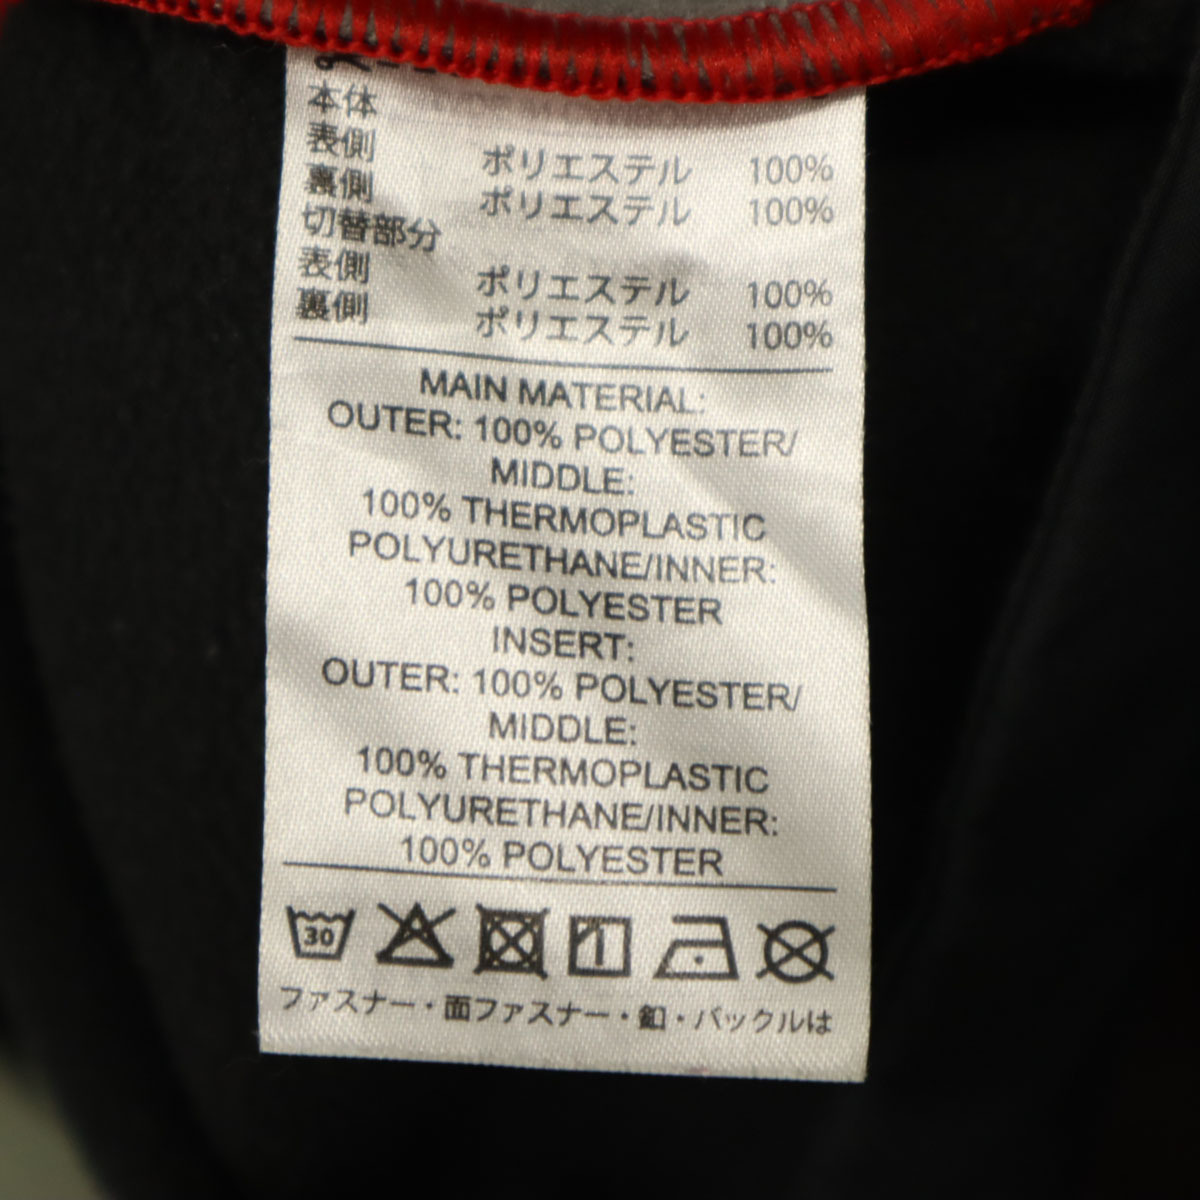 本体
表側 ポリエステル 100%
裏側 ポリエステル 100%
切替部分
表側 ポリエステル 100%
裏側 ポリエステル 100%
MAIN MATERIAL:
OUTER: 100% POLYESTER/
MIDDLE:
100% THERMOPLASTIC
POLYURETHANE/INNER:
100% POLYESTER
INSERT:
OUTER: 100% POLYESTER/
MIDDLE:
100% THERMOPLASTIC
POLYURETHANE/INNER:
100% POLYESTER
30
ファスナー・面ファスナー・釦・バックルは